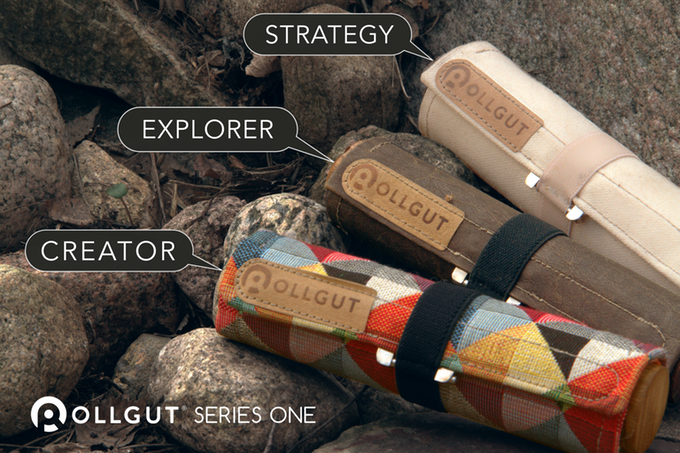 STRATEGY
ROLLGUT
EXPLORER
ROLLGUT
CREATOR
ROLLGUT
ROLLGUT SERIES ONE